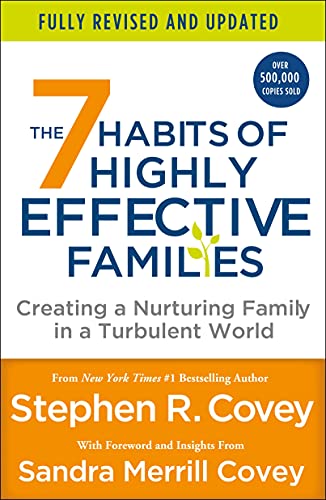 FULLY REVISED AND UPDATED
OVER
500,000
COPIES SOLD
THE 7 HABITS OF
HIGHLY
EFFECTIVE
FAMILIES
Creating a Nurturing Family
in a Turbulent World
From New York Times #1 Bestselling Author
Stephen R. Covey
With Foreword and Insights From
Sandra Merrill Covey